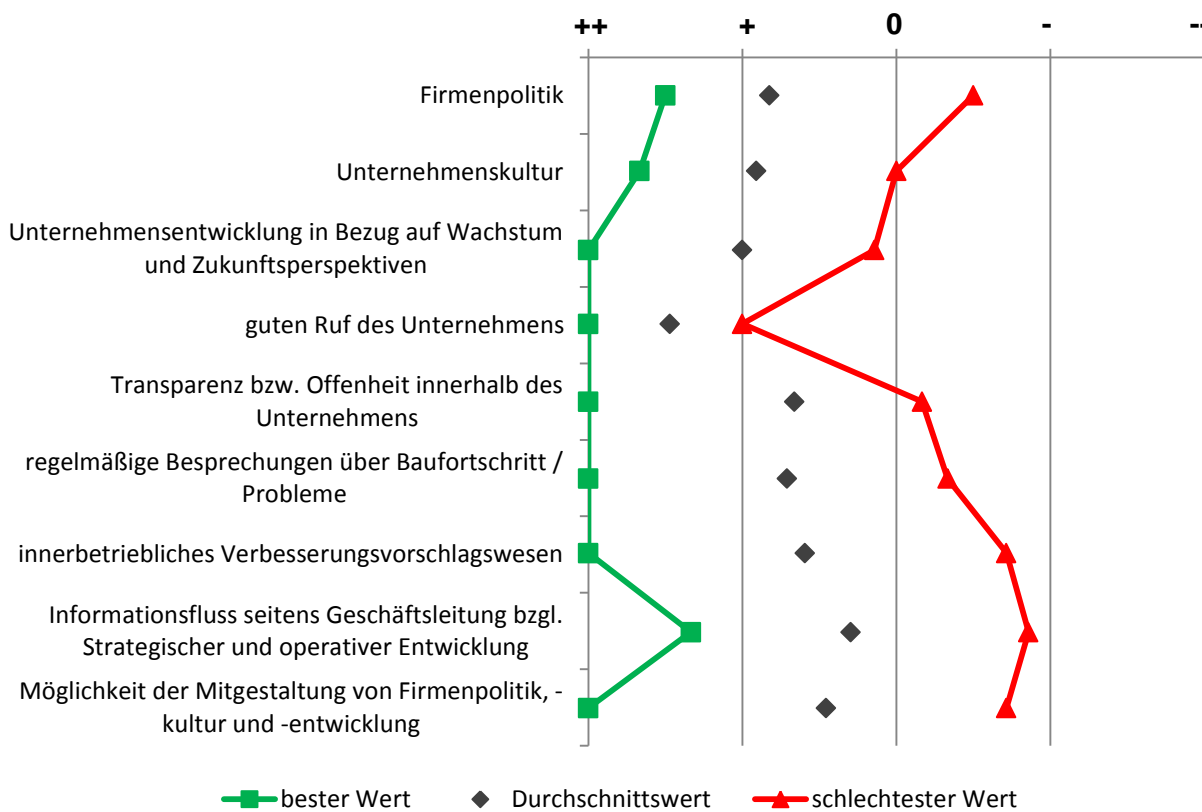 ++ + 0 - --
Firmenpolitik
Unternehmenskultur
Unternehmensentwicklung in Bezug auf Wachstum
und Zukunftsperspektiven
guten Ruf des Unternehmens
Transparenz bzw. Offenheit innerhalb des
Unternehmens
regelmäßige Besprechungen über Baufortschritt /
Probleme
innerbetriebliches Verbesserungsvorschlagswesen
Informationsfluss seitens Geschäftsleitung bzgl.
Strategischer und operativer Entwicklung
Möglichkeit der Mitgestaltung von Firmenpolitik, -
kultur und -entwicklung
bester Wert Durchschnittswert schlechtester Wert